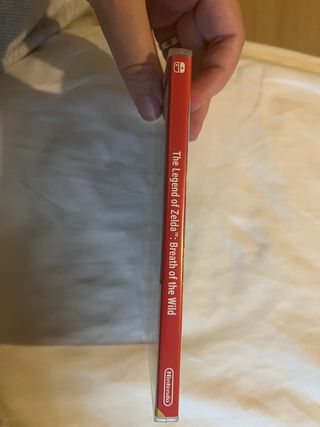 The Legend of Zelda™: Breath of the Wild
Nintendo